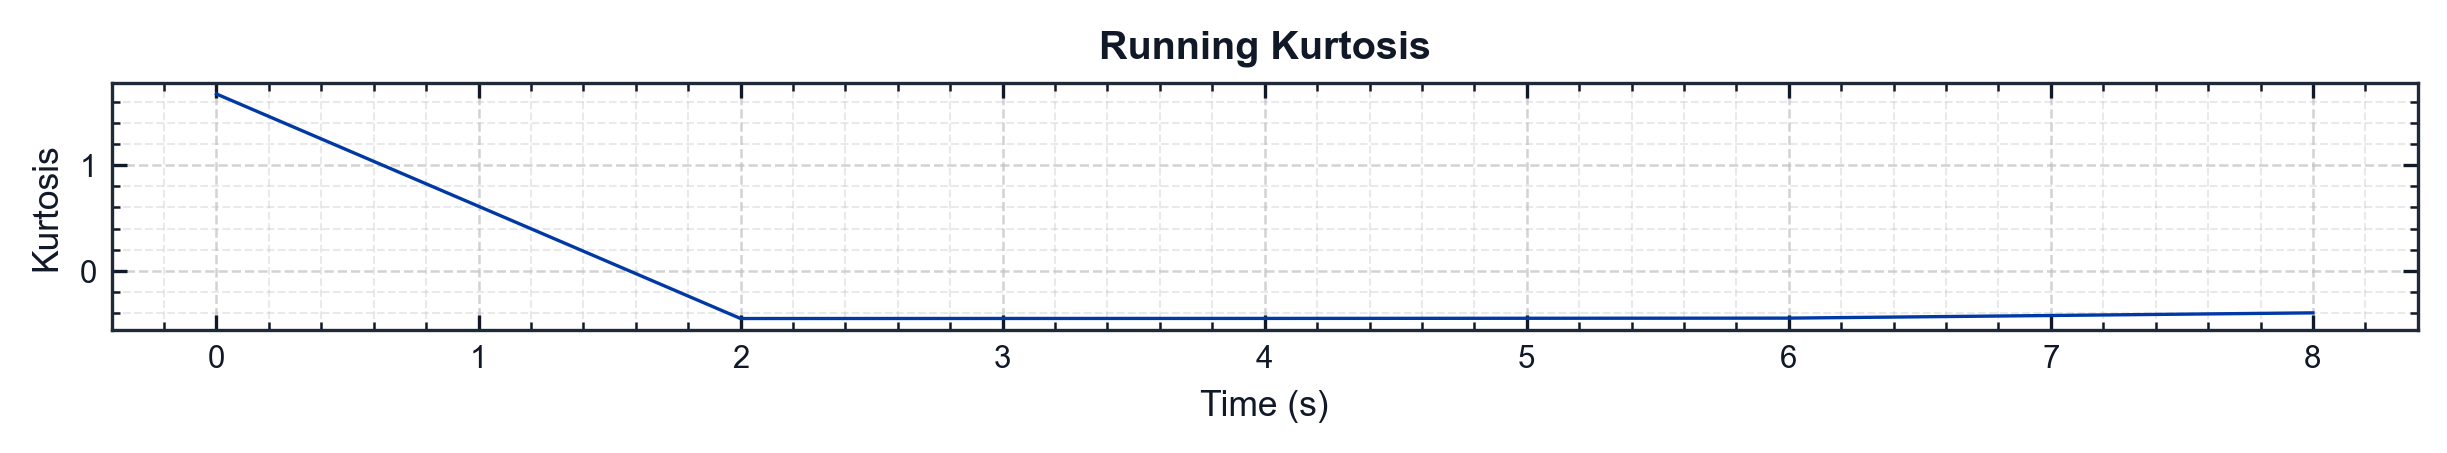 Running Kurtosis
Kurtosis
1
0
0 1 2 3 4 5 6 7 8
Time (s)